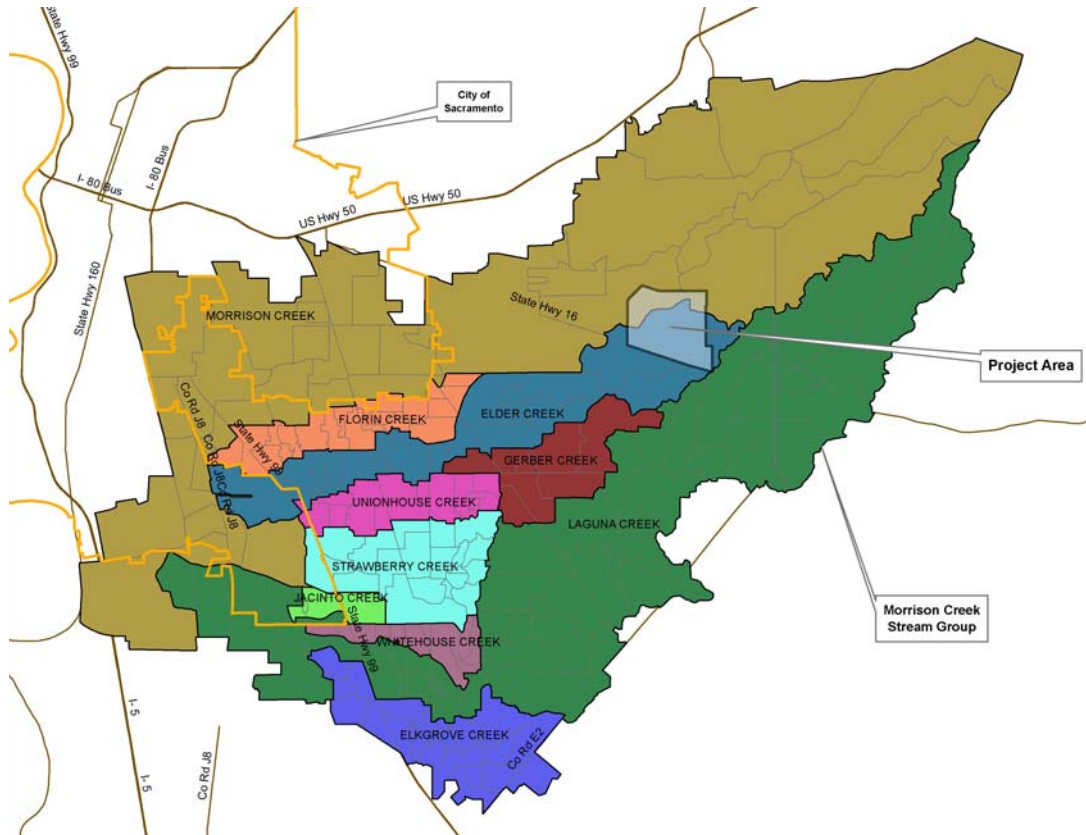 State Hwy 99
City of
Sacramento
I- 80 Bus
I- 80 Bus
US Hwy 50
US Hwy 50
State Hwy 160
MORRISON CREEK
State Hwy 16
Project Area
Co Rd J8
FLORIN CREEK
ELDER CREEK
State Hwy 99
Co Rd J8
Co Rd J8
GERBER CREEK
UNIONHOUSE CREEK
LAGUNA CREEK
STRAWBERRY CREEK
JACINTO CREEK
Morrison Creek
Stream Group
State Hwy 99
WHITEHOUSE CREEK
I- 5
ELKGROVE CREEK
Co Rd E2
Co Rd J8
I- 5